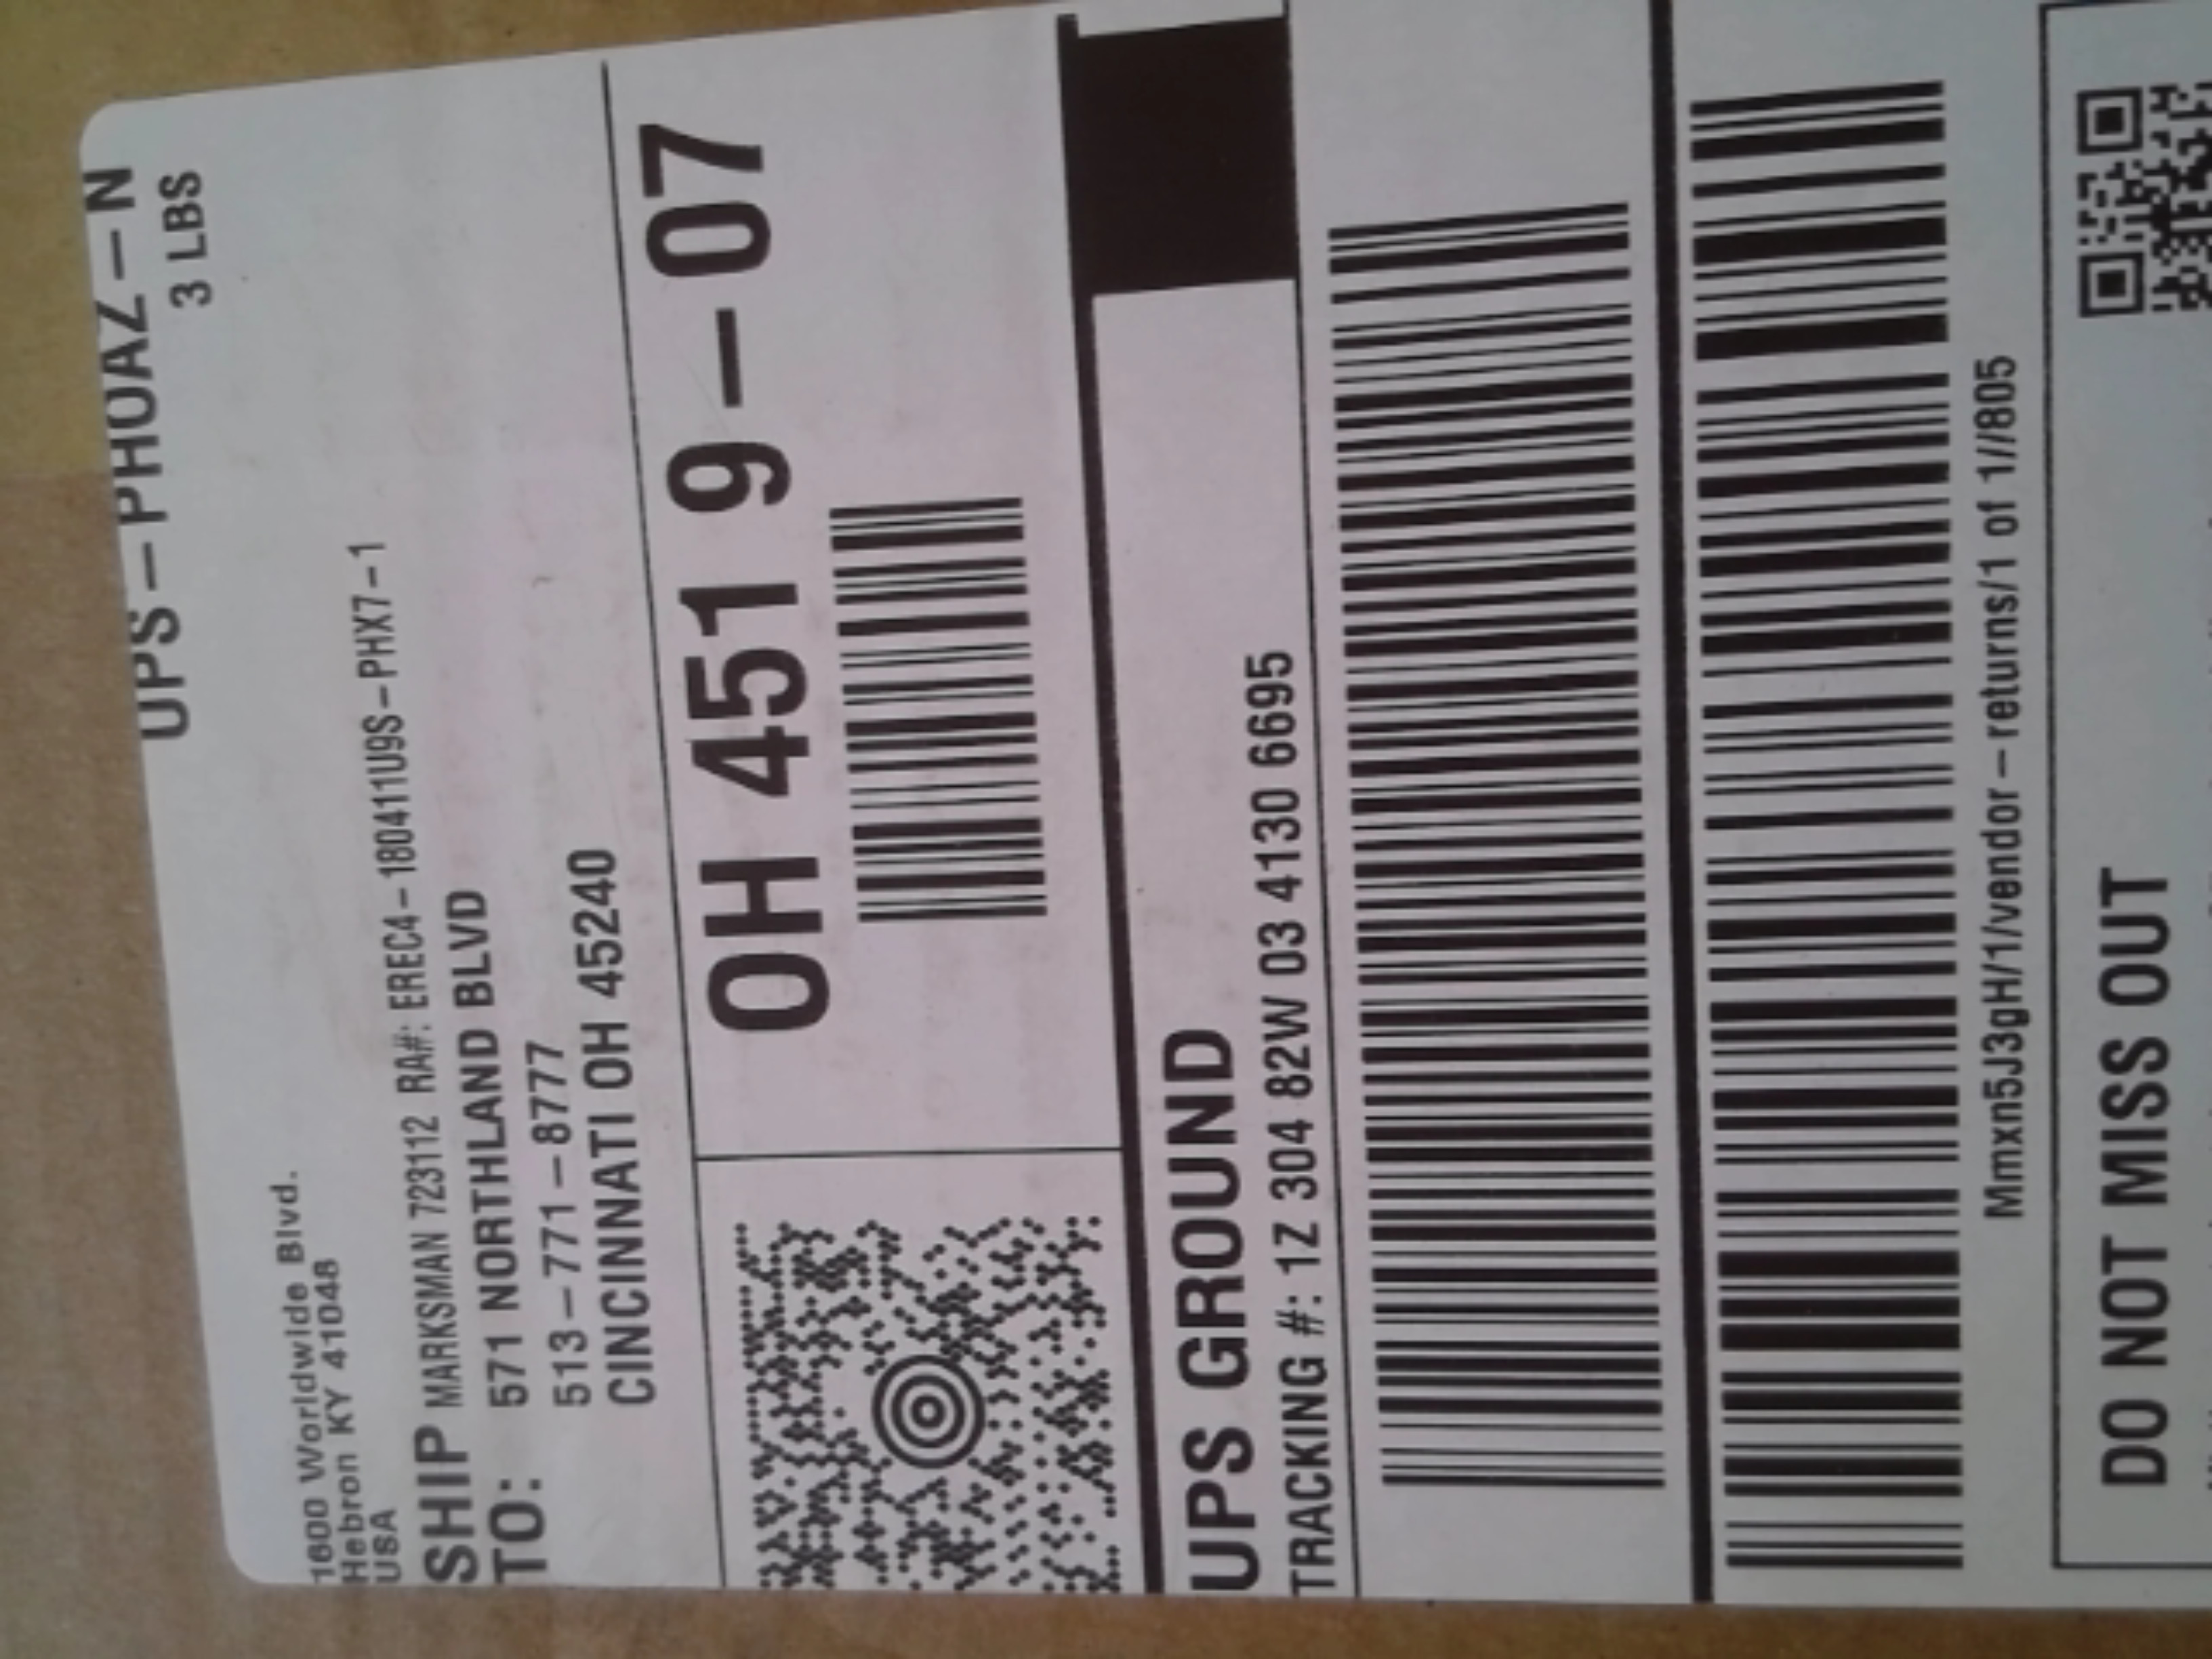 UPS-PHOAZ-N
3 LBS
1600 Worldwide Blvd.
Hebron KY 41048
USA
SHIP TO:
MARKSMAN 723112 RA#: EREC4-180411U9S-PHX7-1
571 NORTHLAND BLVD
513-771-8777
CINCINNATI OH 45240
OH 451 9-07
UPS GROUND
TRACKING #: 1Z 304 82W 03 4130 6695
Mmxn5J3gH/1/vendor-returns/1 of 1//805
DO NOT MISS OUT